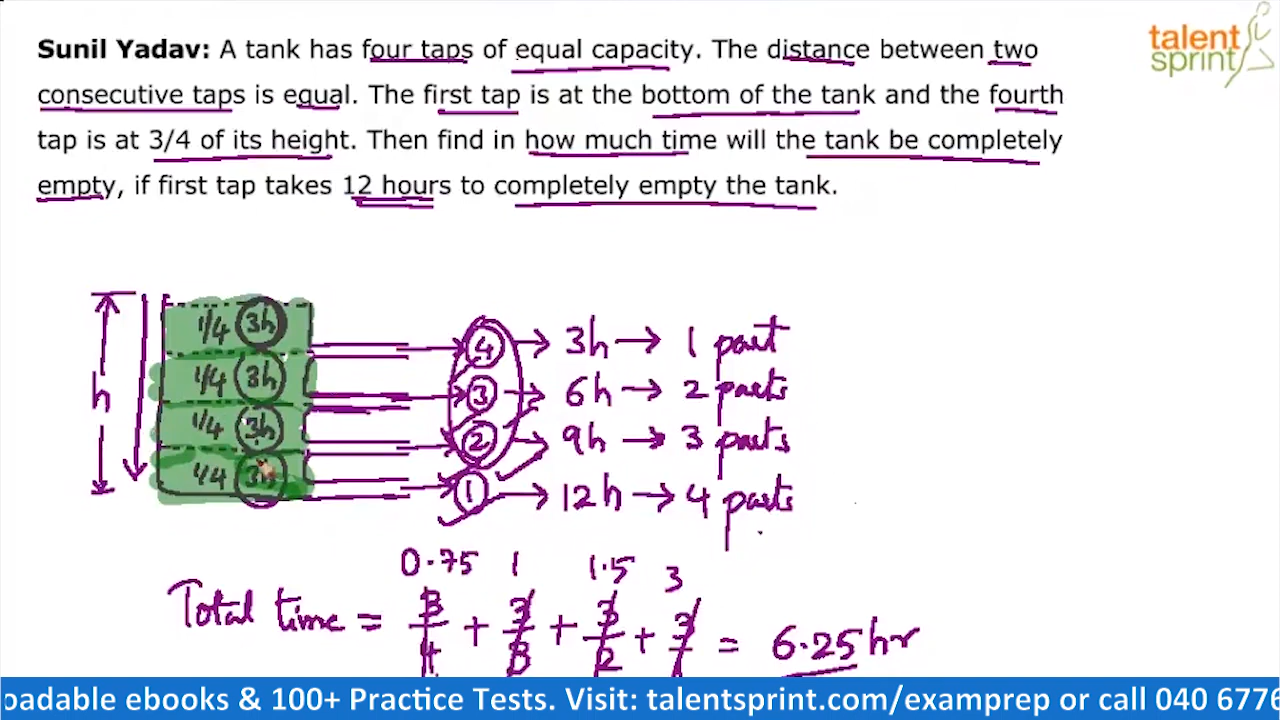 Sunil Yadav: A tank has four taps of equal capacity. The distance between two
consecutive taps is equal. The first tap is at the bottom of the tank and the fourth
tap is at 3/4 of its height. Then find in how much time will the tank be completely
empty, if first tap takes 12 hours to completely empty the tank.
talent
sprint
h
1/4 3h
1/4 3h
1/4 3h
1/4 3h
4 → 3h → 1 part
3 → 6h → 2 parts
2 → 9h → 3 parts
1 → 12h → 4 parts
0.75 1 1.5 3
Total time = 3/4 + 3/3 + 3/2 + 3/1 = 6.25hr
oadable ebooks & 100+ Practice Tests. Visit: talentsprint.com/examprep or call 040 6776